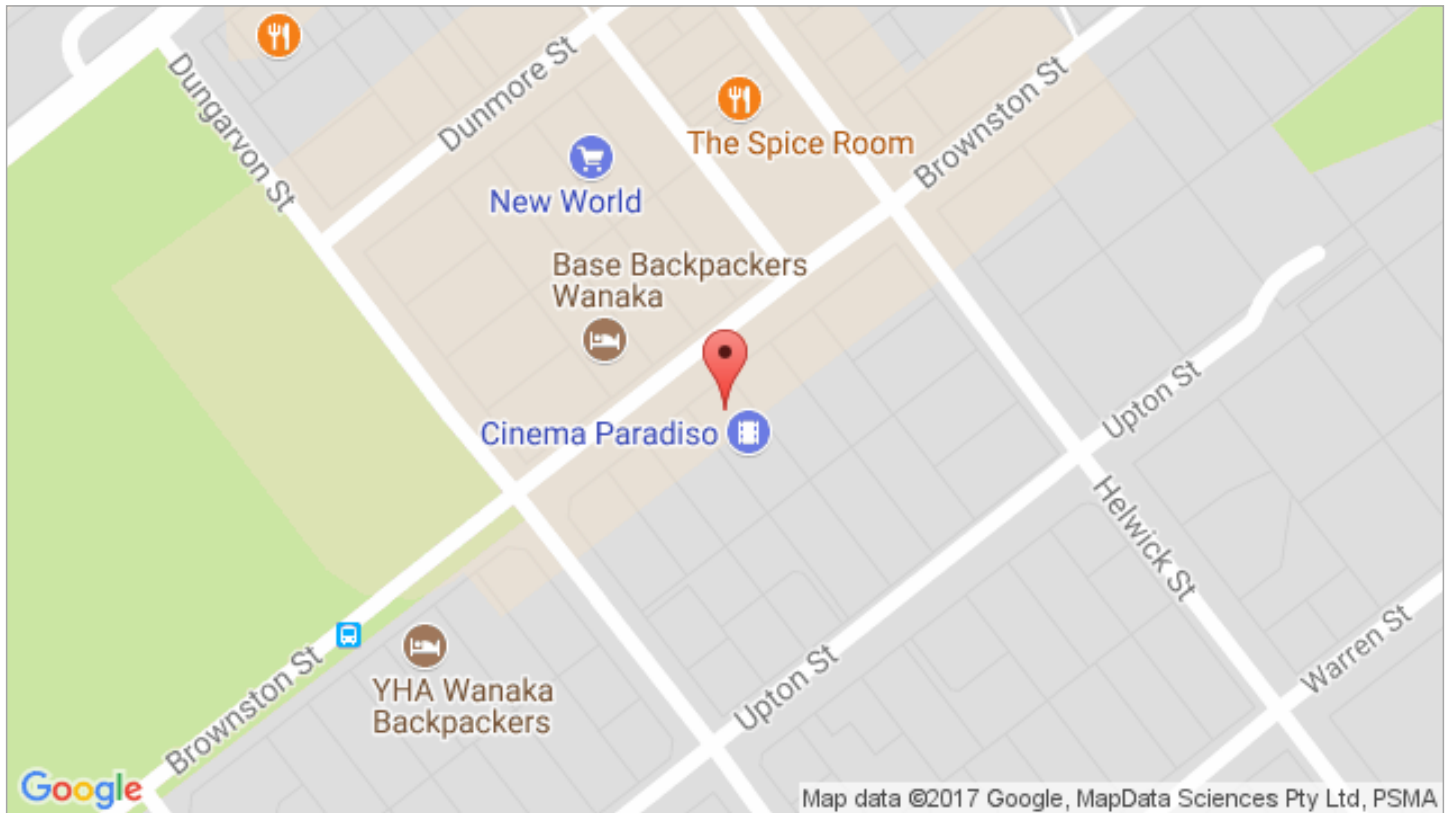 Dungarvon St
Dunmore St
The Spice Room
Brownston St
New World
Base Backpackers
Wanaka
Cinema Paradiso
Upton St
Helwick St
Brownston St
YHA Wanaka
Backpackers
Upton St
Warren St
Google
Map data ©2017 Google, MapData Sciences Pty Ltd, PSMA